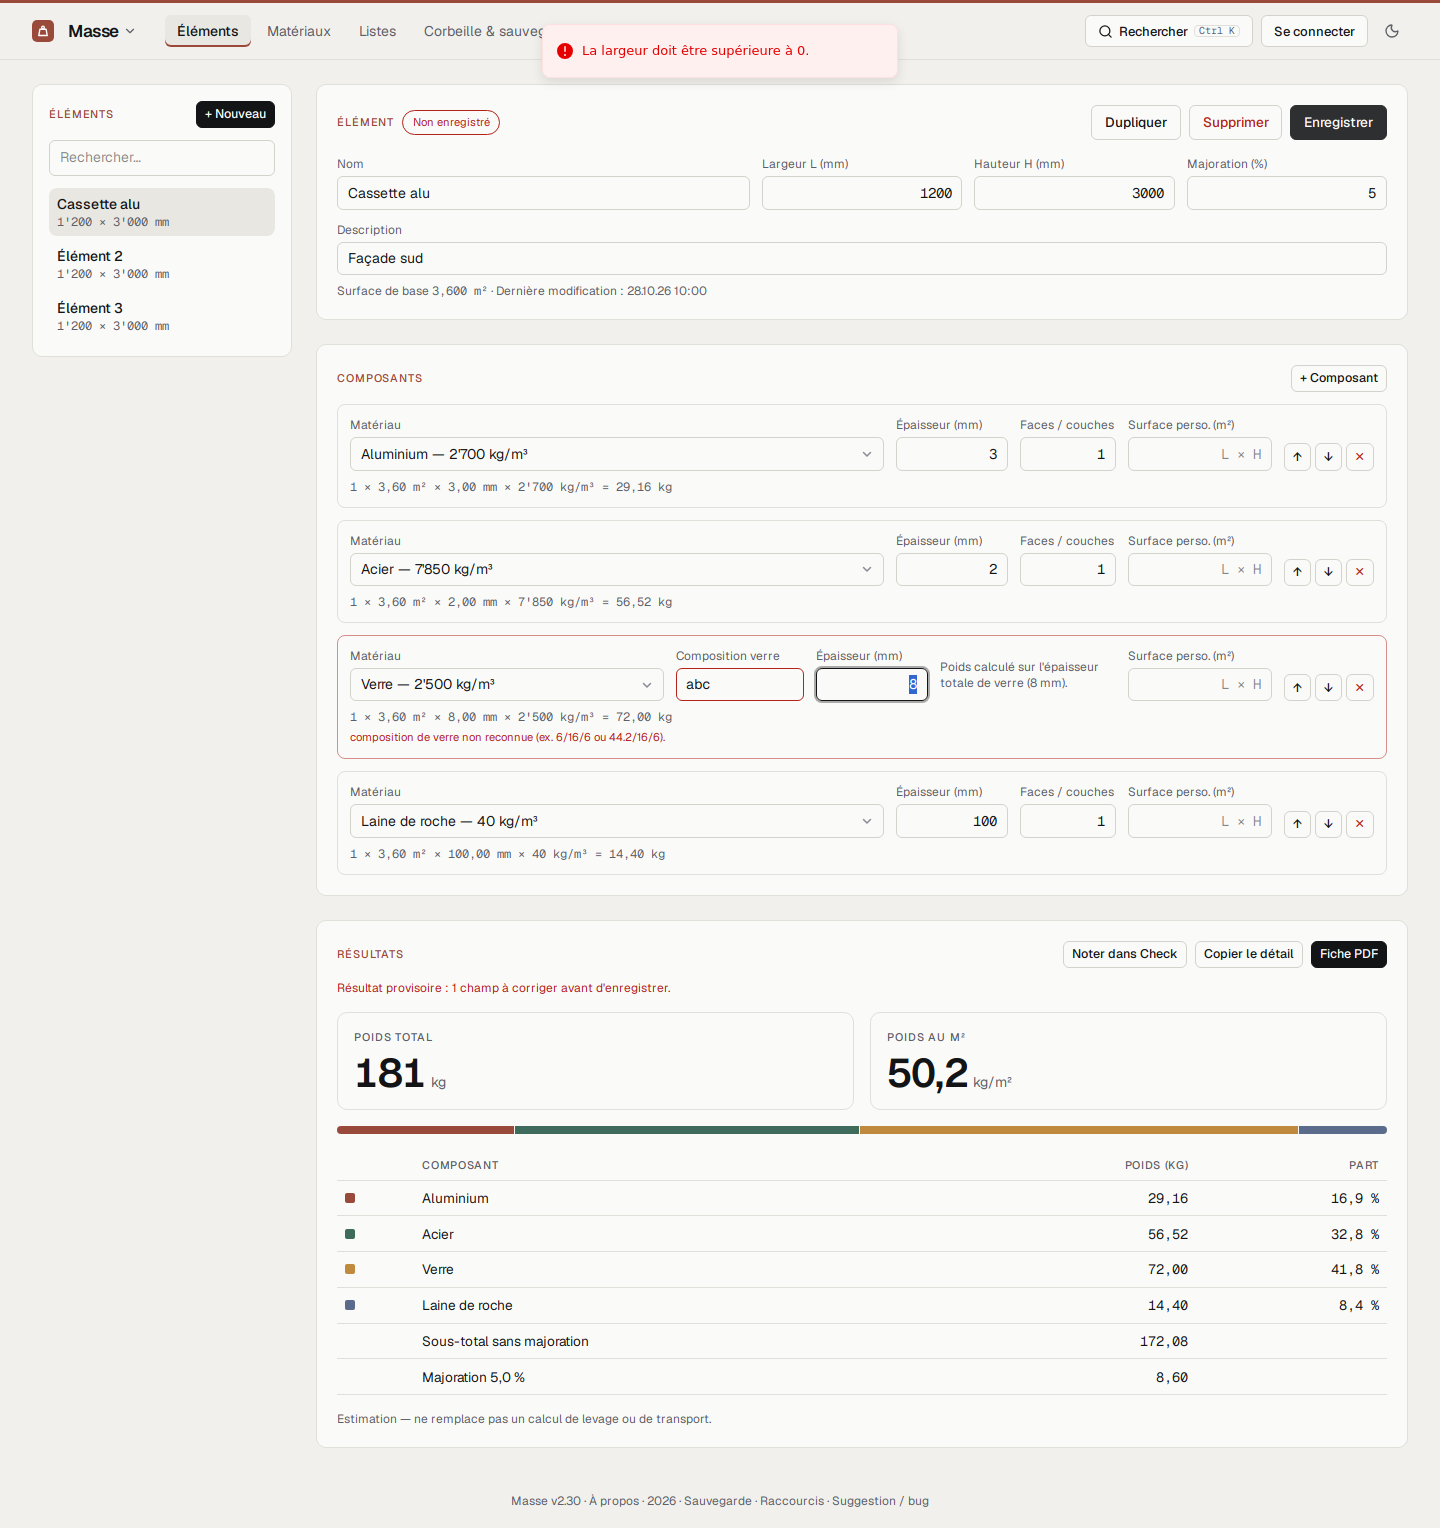 Masse
Éléments
Matériaux
Listes
Corbeille & sauveg
La largeur doit être supérieure à 0.
Rechercher Ctrl K
Se connecter
ÉLÉMENTS
+ Nouveau
Rechercher…
Cassette alu
1'200 × 3'000 mm
Élément 2
1'200 × 3'000 mm
Élément 3
1'200 × 3'000 mm
ÉLÉMENT Non enregistré
Dupliquer
Supprimer
Enregistrer
Nom Largeur L (mm) Hauteur H (mm) Majoration (%)
Cassette alu 1200 3000 5
Description
Façade sud
Surface de base 3,600 m² · Dernière modification : 28.10.26 10:00
COMPOSANTS
+ Composant
Matériau Épaisseur (mm) Faces / couches Surface perso. (m²)
Aluminium — 2'700 kg/m³ 3 1 L × H ↑ ↓ ×
1 × 3,60 m² × 3,00 mm × 2'700 kg/m³ = 29,16 kg
Matériau Épaisseur (mm) Faces / couches Surface perso. (m²)
Acier — 7'850 kg/m³ 2 1 L × H ↑ ↓ ×
1 × 3,60 m² × 2,00 mm × 7'850 kg/m³ = 56,52 kg
Matériau Composition verre Épaisseur (mm) Surface perso. (m²)
Verre — 2'500 kg/m³ abc 8 L × H ↑ ↓ ×
Poids calculé sur l'épaisseur
totale de verre (8 mm).
1 × 3,60 m² × 8,00 mm × 2'500 kg/m³ = 72,00 kg
composition de verre non reconnue (ex. 6/16/6 ou 44.2/16/6).
Matériau Épaisseur (mm) Faces / couches Surface perso. (m²)
Laine de roche — 40 kg/m³ 100 1 L × H ↑ ↓ ×
1 × 3,60 m² × 100,00 mm × 40 kg/m³ = 14,40 kg
RÉSULTATS
Noter dans Check
Copier le détail
Fiche PDF
Résultat provisoire : 1 champ à corriger avant d'enregistrer.
POIDS TOTAL
181 kg
POIDS AU M²
50,2 kg/m²
COMPOSANT POIDS (KG) PART
Aluminium 29,16 16,9 %
Acier 56,52 32,8 %
Verre 72,00 41,8 %
Laine de roche 14,40 8,4 %
Sous-total sans majoration 172,08
Majoration 5,0 % 8,60
Estimation — ne remplace pas un calcul de levage ou de transport.
Masse v2.30 · À propos · 2026 · Sauvegarde · Raccourcis · Suggestion / bug